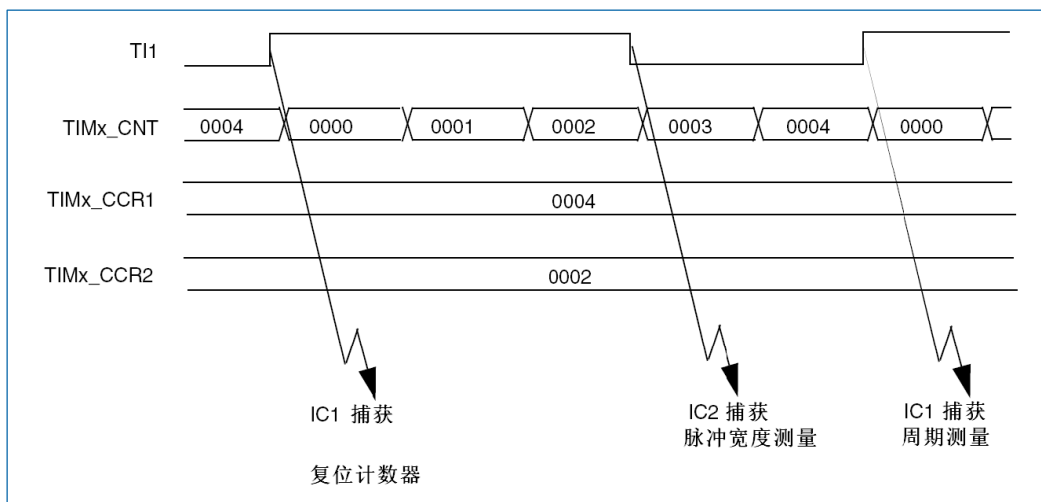 TI1
TIMx_CNT 0004 0000 0001 0002 0003 0004 0000
TIMx_CCR1 0004
TIMx_CCR2 0002
IC1 捕获
复位计数器
IC2 捕获
脉冲宽度测量
IC1 捕获
周期测量